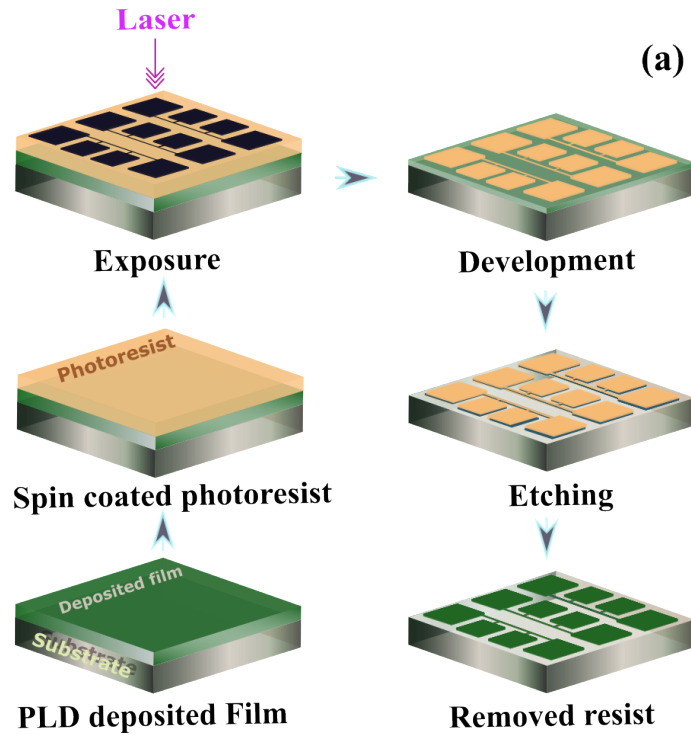 Laser
(a)
Exposure
Development
Photoresist
Spin coated photoresist
Etching
Deposited film
Substrate
PLD deposited Film
Removed resist